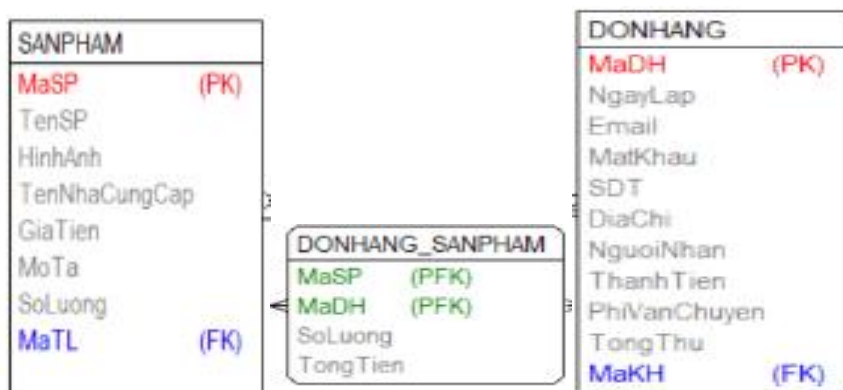 SANPHAM
MaSP (PK)
TenSP
HinhAnh
TenNhaCungCap
GiaTien
MoTa
SoLuong
MaTL (FK)
DONHANG_SANPHAM
MaSP (PFK)
MaDH (PFK)
SoLuong
TongTien
DONHANG
MaDH (PK)
NgayLap
Email
MatKhau
SDT
DiaChi
NguoiNhan
ThanhTien
PhiVanChuyen
TongThu
MaKH (FK)